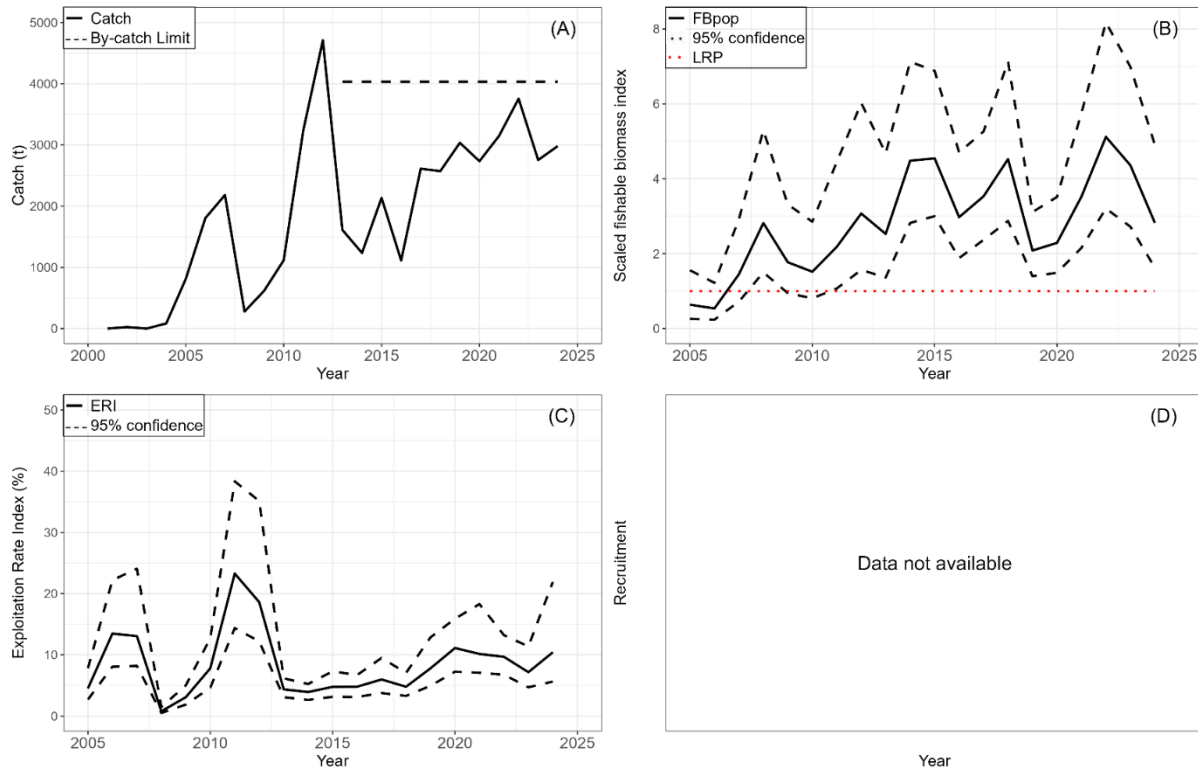 Catch
By-catch Limit
(A)
Catch (t)
5000
4000
3000
2000
1000
0
2000 2005 2010 2015 2020 2025
Year
FBpop
95% confidence
LRP
(B)
Scaled fishable biomass index
8
6
4
2
0
2005 2010 2015 2020 2025
Year
ERI
95% confidence
(C)
Exploitation Rate Index (%)
50
40
30
20
10
0
2005 2010 2015 2020 2025
Year
(D)
Recruitment
Data not available
Year